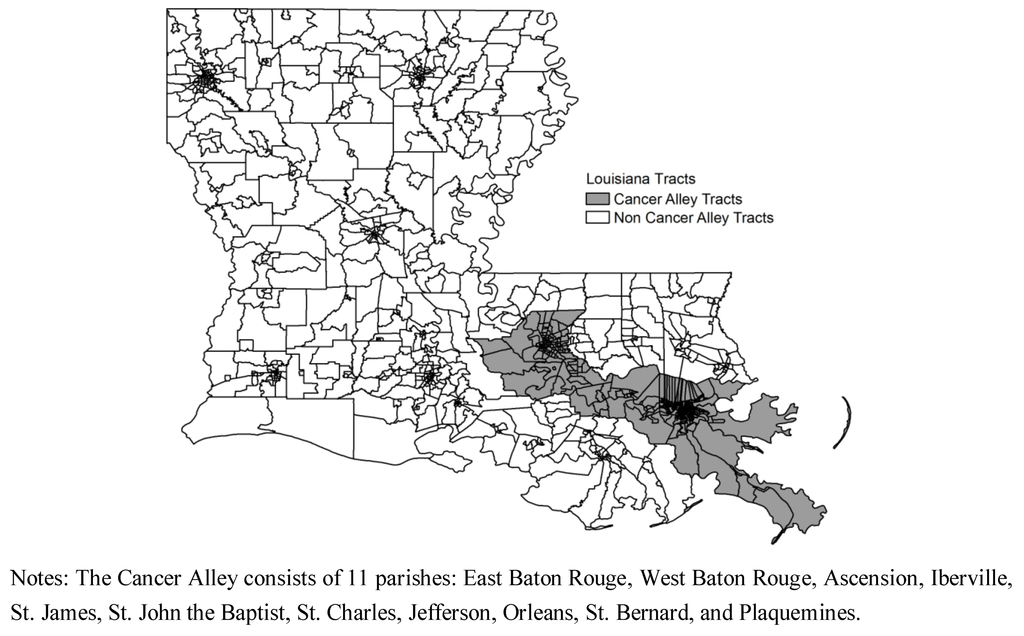 Louisiana Tracts
Cancer Alley Tracts
Non Cancer Alley Tracts
Notes: The Cancer Alley consists of 11 parishes: East Baton Rouge, West Baton Rouge, Ascension, Iberville,
St. James, St. John the Baptist, St. Charles, Jefferson, Orleans, St. Bernard, and Plaquemines.